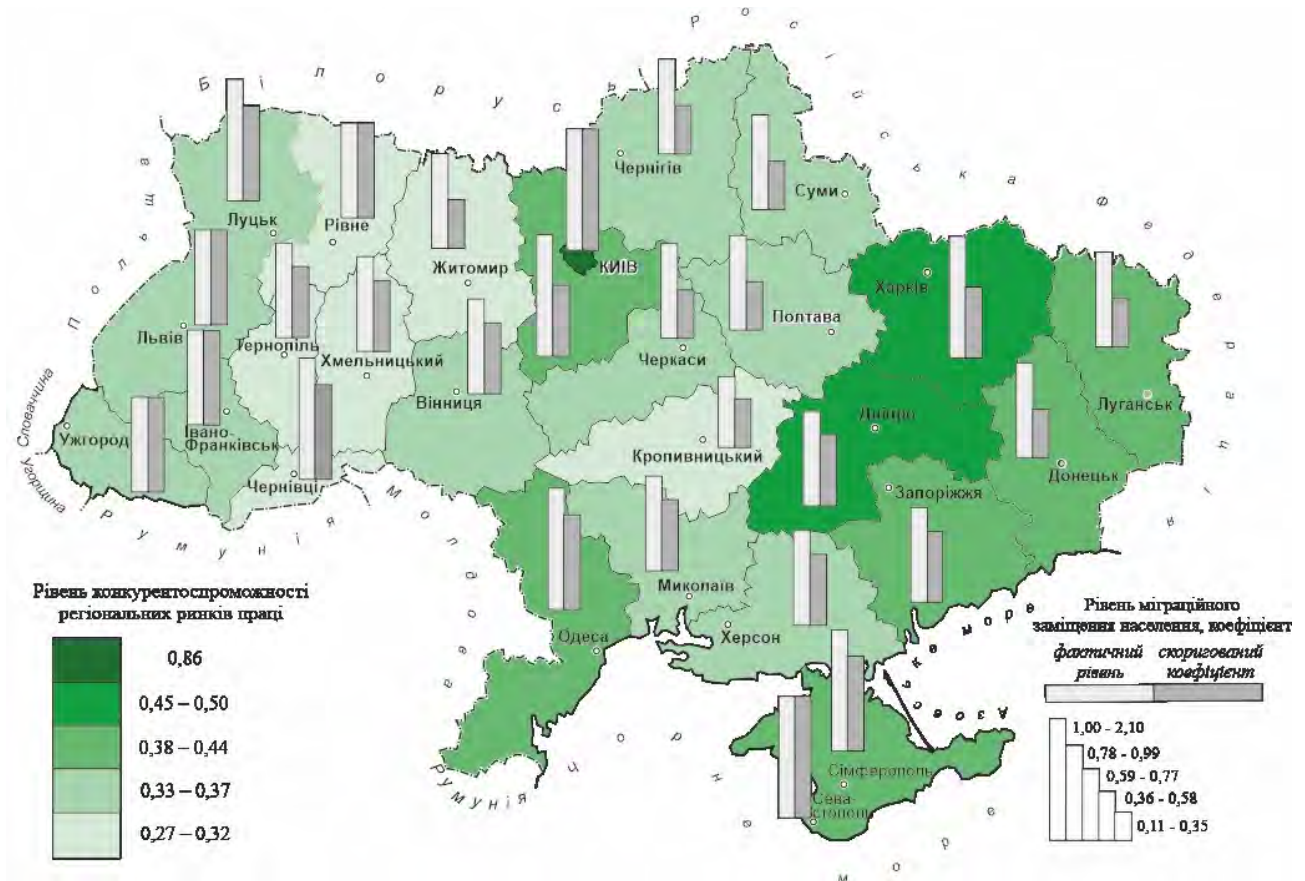 Білорусь
Російська Федерація
Польща
Словаччина
Угорщина
Румунія
Молдова
Румунія
Чорне море
Азовське море
Чернігів
Суми
Луцьк
Рівне
Житомир
КИЇВ
Харків
Львів
Тернопіль
Хмельницький
Полтава
Черкаси
Вінниця
Луганськ
Ужгород
Івано-
Франківськ
Чернівці
Кропивницький
Дніпро
Донецьк
Запоріжжя
Миколаїв
Херсон
Одеса
Сімферополь
Сева-
стополь
Рівень конкурентоспроможності
регіональних ринків праці
0,86
0,45 – 0,50
0,38 – 0,44
0,33 – 0,37
0,27 – 0,32
Рівень міграційного
заміщення населення, коефіцієнт
фактичний скоригований
рівень коефіцієнт
1,00 - 2,10
0,78 - 0,99
0,59 - 0,77
0,36 - 0,58
0,11 - 0,35